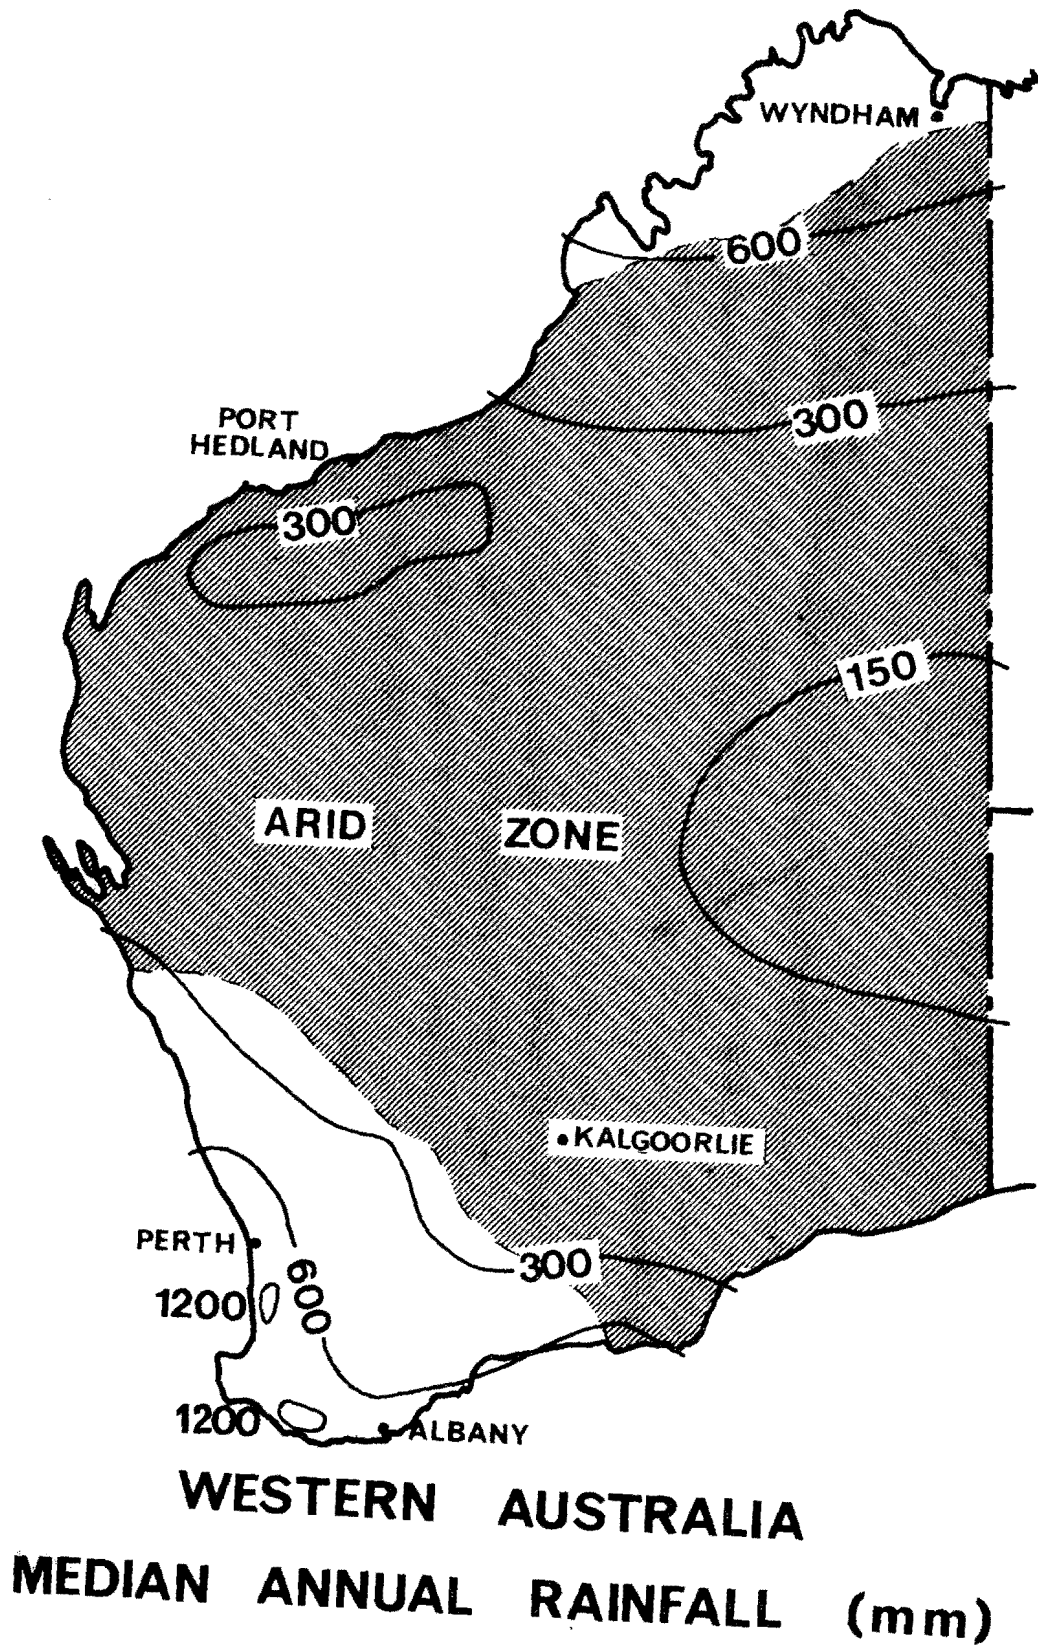 WYNDHAM
600
300
PORT
HEDLAND
300
150
ARID ZONE
KALGOORLIE
PERTH
300
1200
600
1200
ALBANY
WESTERN AUSTRALIA
MEDIAN ANNUAL RAINFALL (mm)